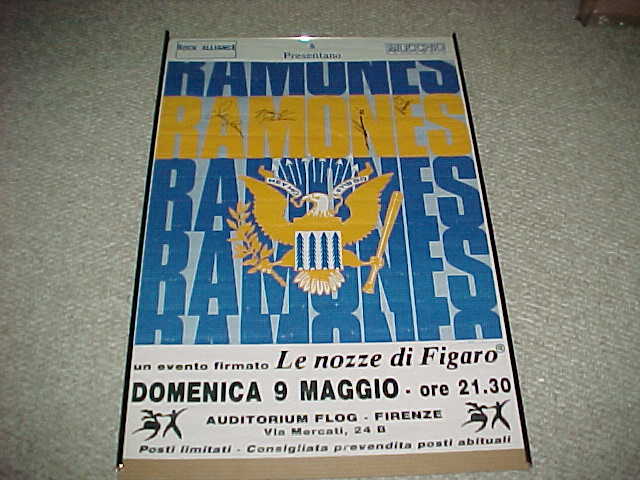 ROCK ALLIANCE
&
MUCCHIO
Presentano
RAMONES
RAMONES
RAMONES
RAMONES
RAMONES
un evento firmato Le nozze di Figaro
DOMENICA 9 MAGGIO - ore 21.30
AUDITORIUM FLOG - FIRENZE
Via Mercati, 24 B
Posti limitati - Consigliata prevendita posti abituali